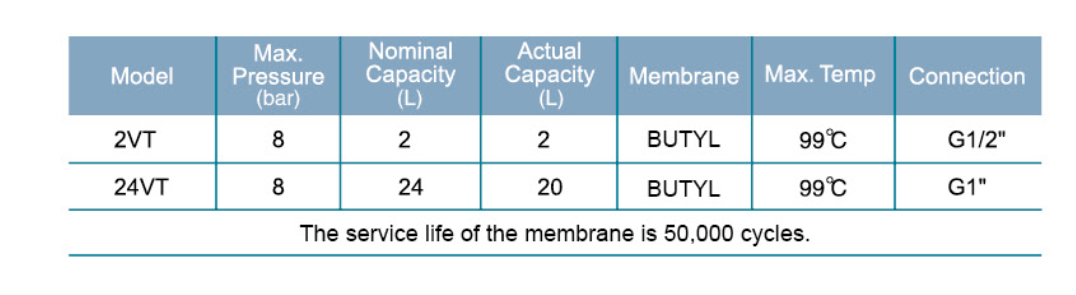 Model Max. Pressure (bar) Nominal Capacity (L) Actual Capacity (L) Membrane Max. Temp Connection
2VT 8 2 2 BUTYL 99℃ G1/2"
24VT 8 24 20 BUTYL 99℃ G1"
The service life of the membrane is 50,000 cycles.